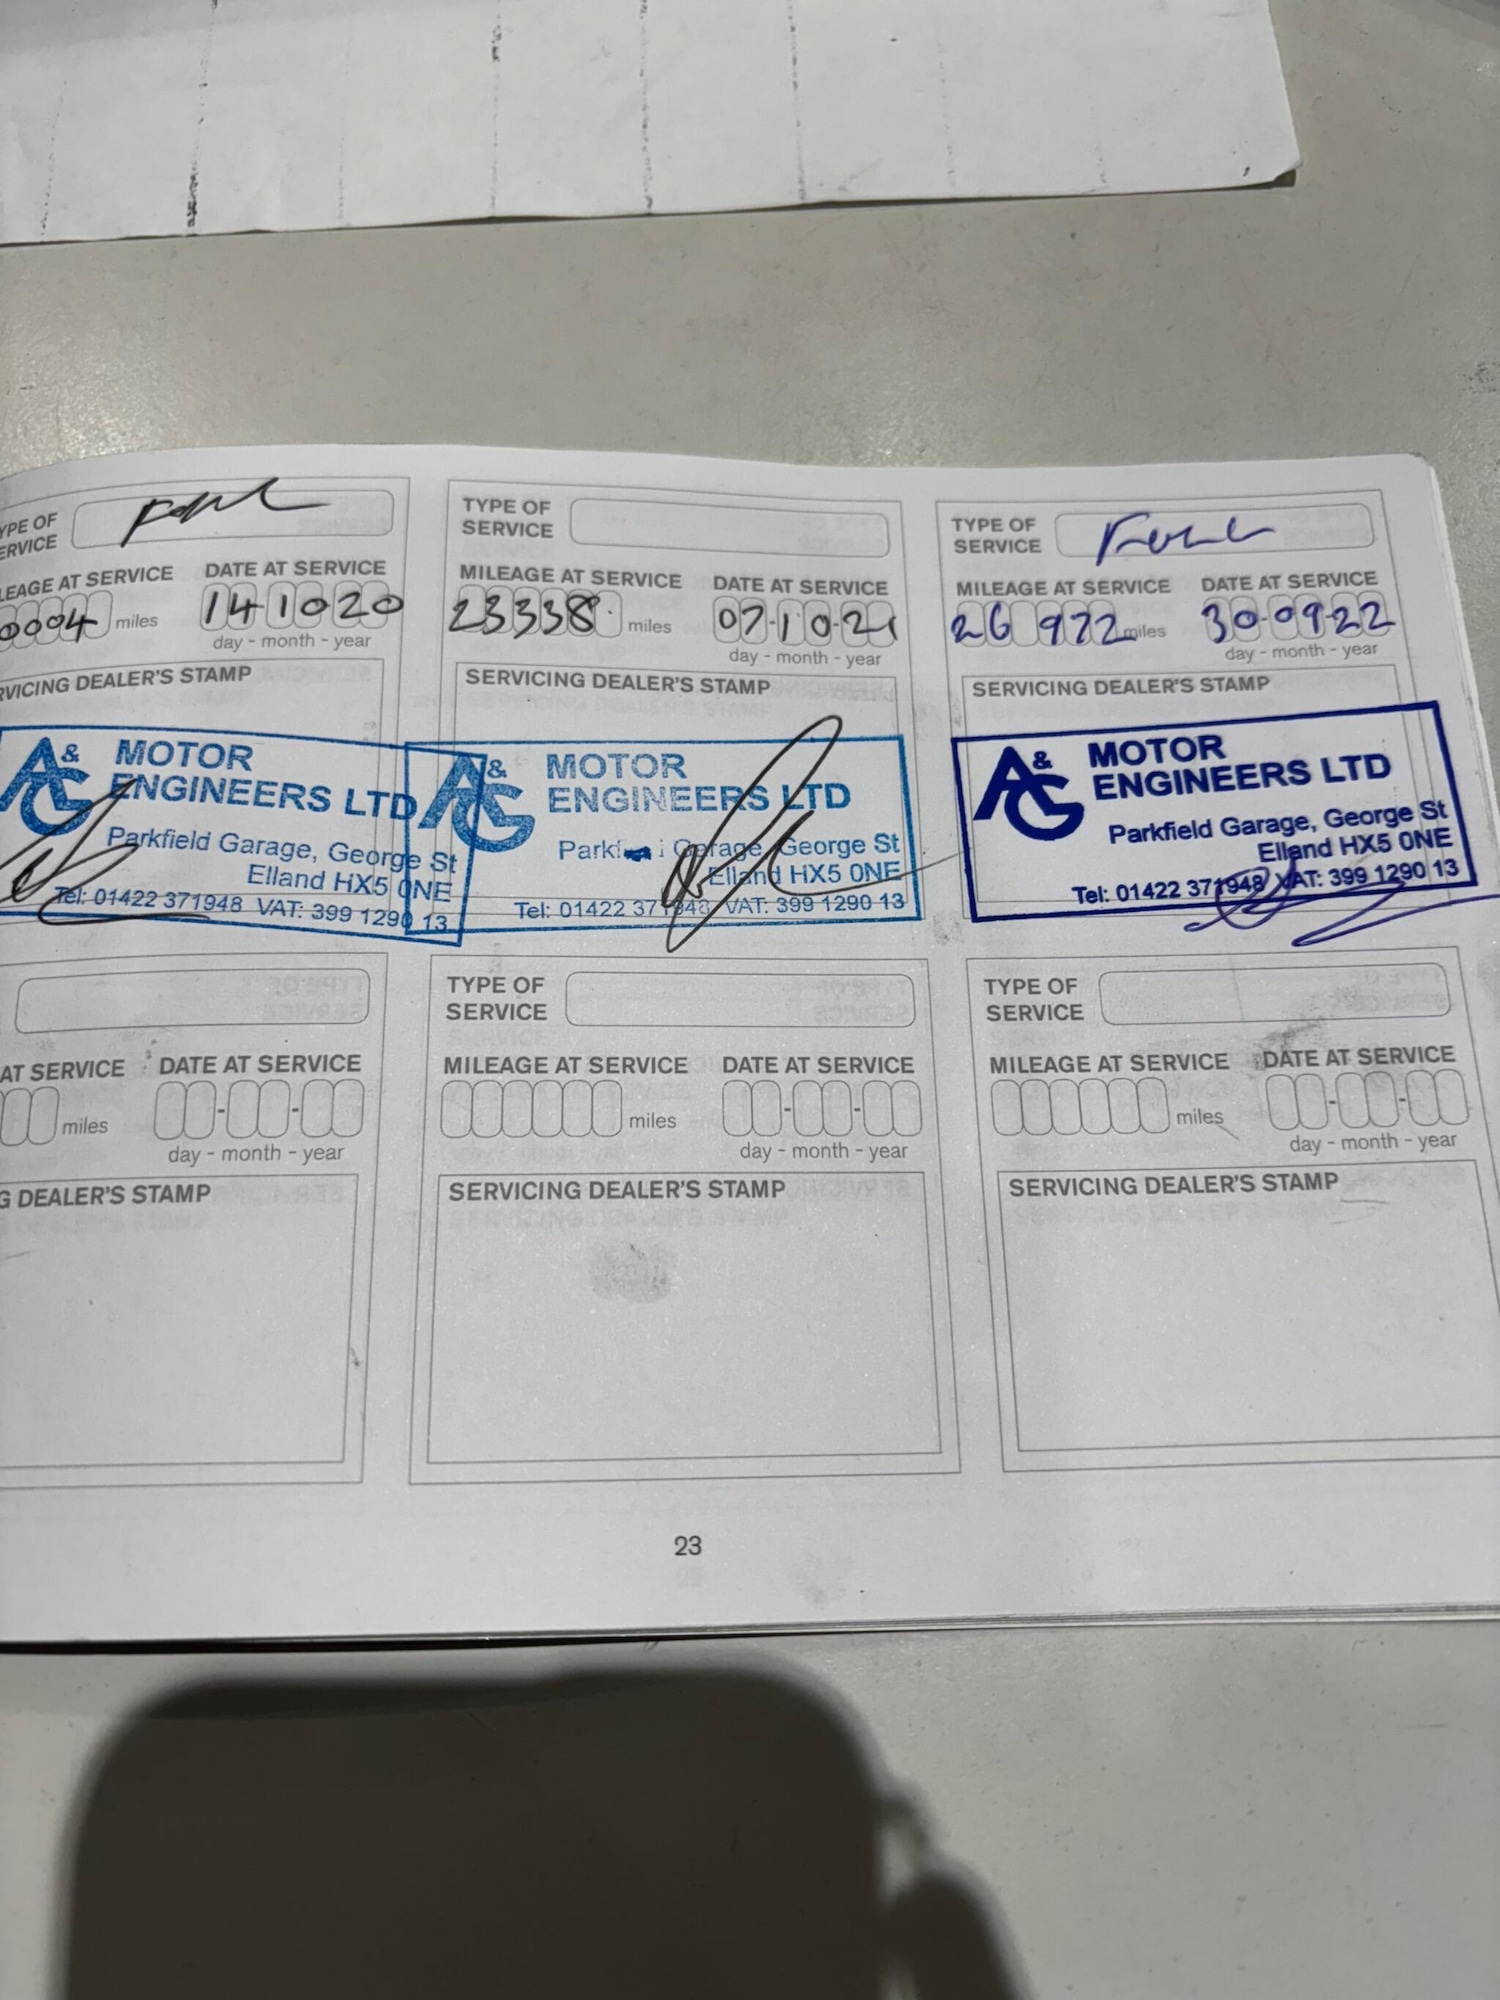 YPE OF
ERVICE
Full
LEAGE AT SERVICE
DATE AT SERVICE
0004 miles
141020
day - month - year
RVICING DEALER'S STAMP
A&G MOTOR
ENGINEERS LTD
Parkfield Garage, George St
Elland HX5 0NE
Tel: 01422 371948 VAT: 399 1290 13
TYPE OF
SERVICE
MILEAGE AT SERVICE
DATE AT SERVICE
23338 miles
07-10-21
day - month - year
SERVICING DEALER'S STAMP
A&G MOTOR
ENGINEERS LTD
Garage, George St
Elland HX5 0NE
Tel: 01422 371948 VAT: 399 1290 13
TYPE OF
SERVICE
Full
MILEAGE AT SERVICE
DATE AT SERVICE
26 972 miles
30-09-22
day - month - year
SERVICING DEALER'S STAMP
A&G MOTOR
ENGINEERS LTD
Parkfield Garage, George St
Elland HX5 0NE
Tel: 01422 371948 VAT: 399 1290 13
AT SERVICE
DATE AT SERVICE
miles
day - month - year
G DEALER'S STAMP
TYPE OF
SERVICE
MILEAGE AT SERVICE
DATE AT SERVICE
miles
day - month - year
SERVICING DEALER'S STAMP
TYPE OF
SERVICE
MILEAGE AT SERVICE
DATE AT SERVICE
miles
day - month - year
SERVICING DEALER'S STAMP
23